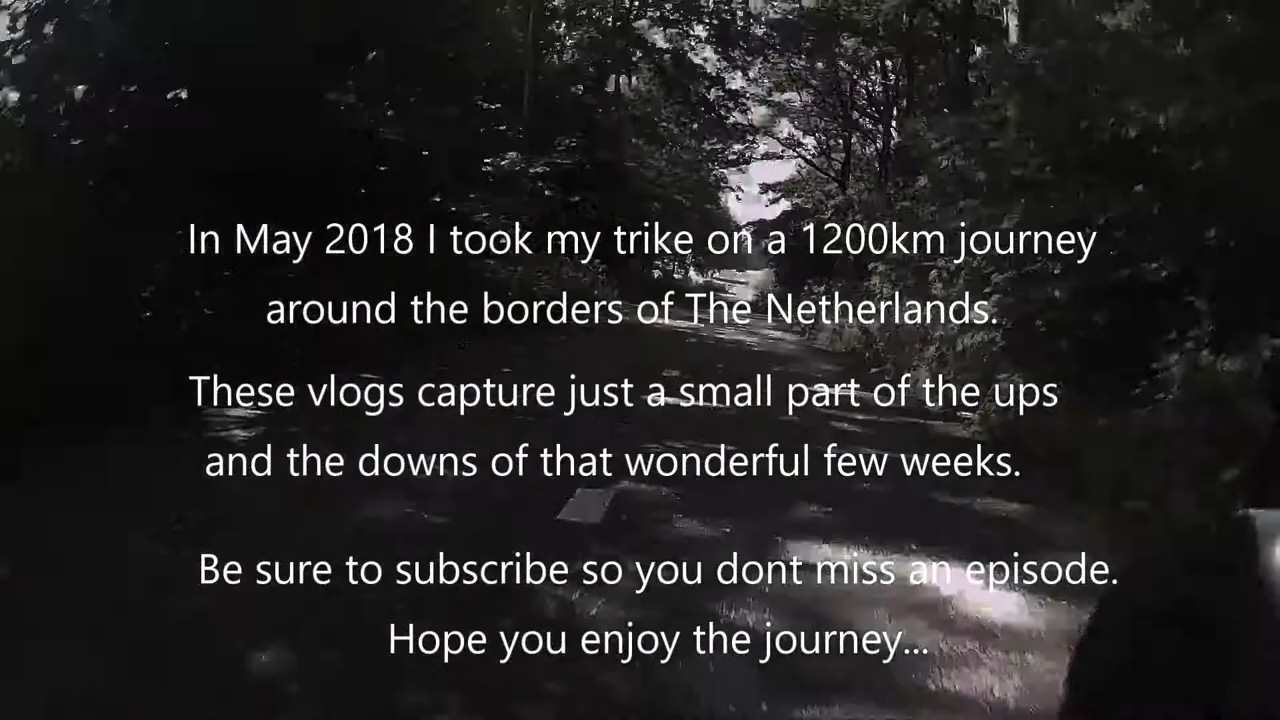 In May 2018 I took my trike on a 1200km journey
around the borders of The Netherlands.
These vlogs capture just a small part of the ups
and the downs of that wonderful few weeks.
Be sure to subscribe so you dont miss an episode.
Hope you enjoy the journey...